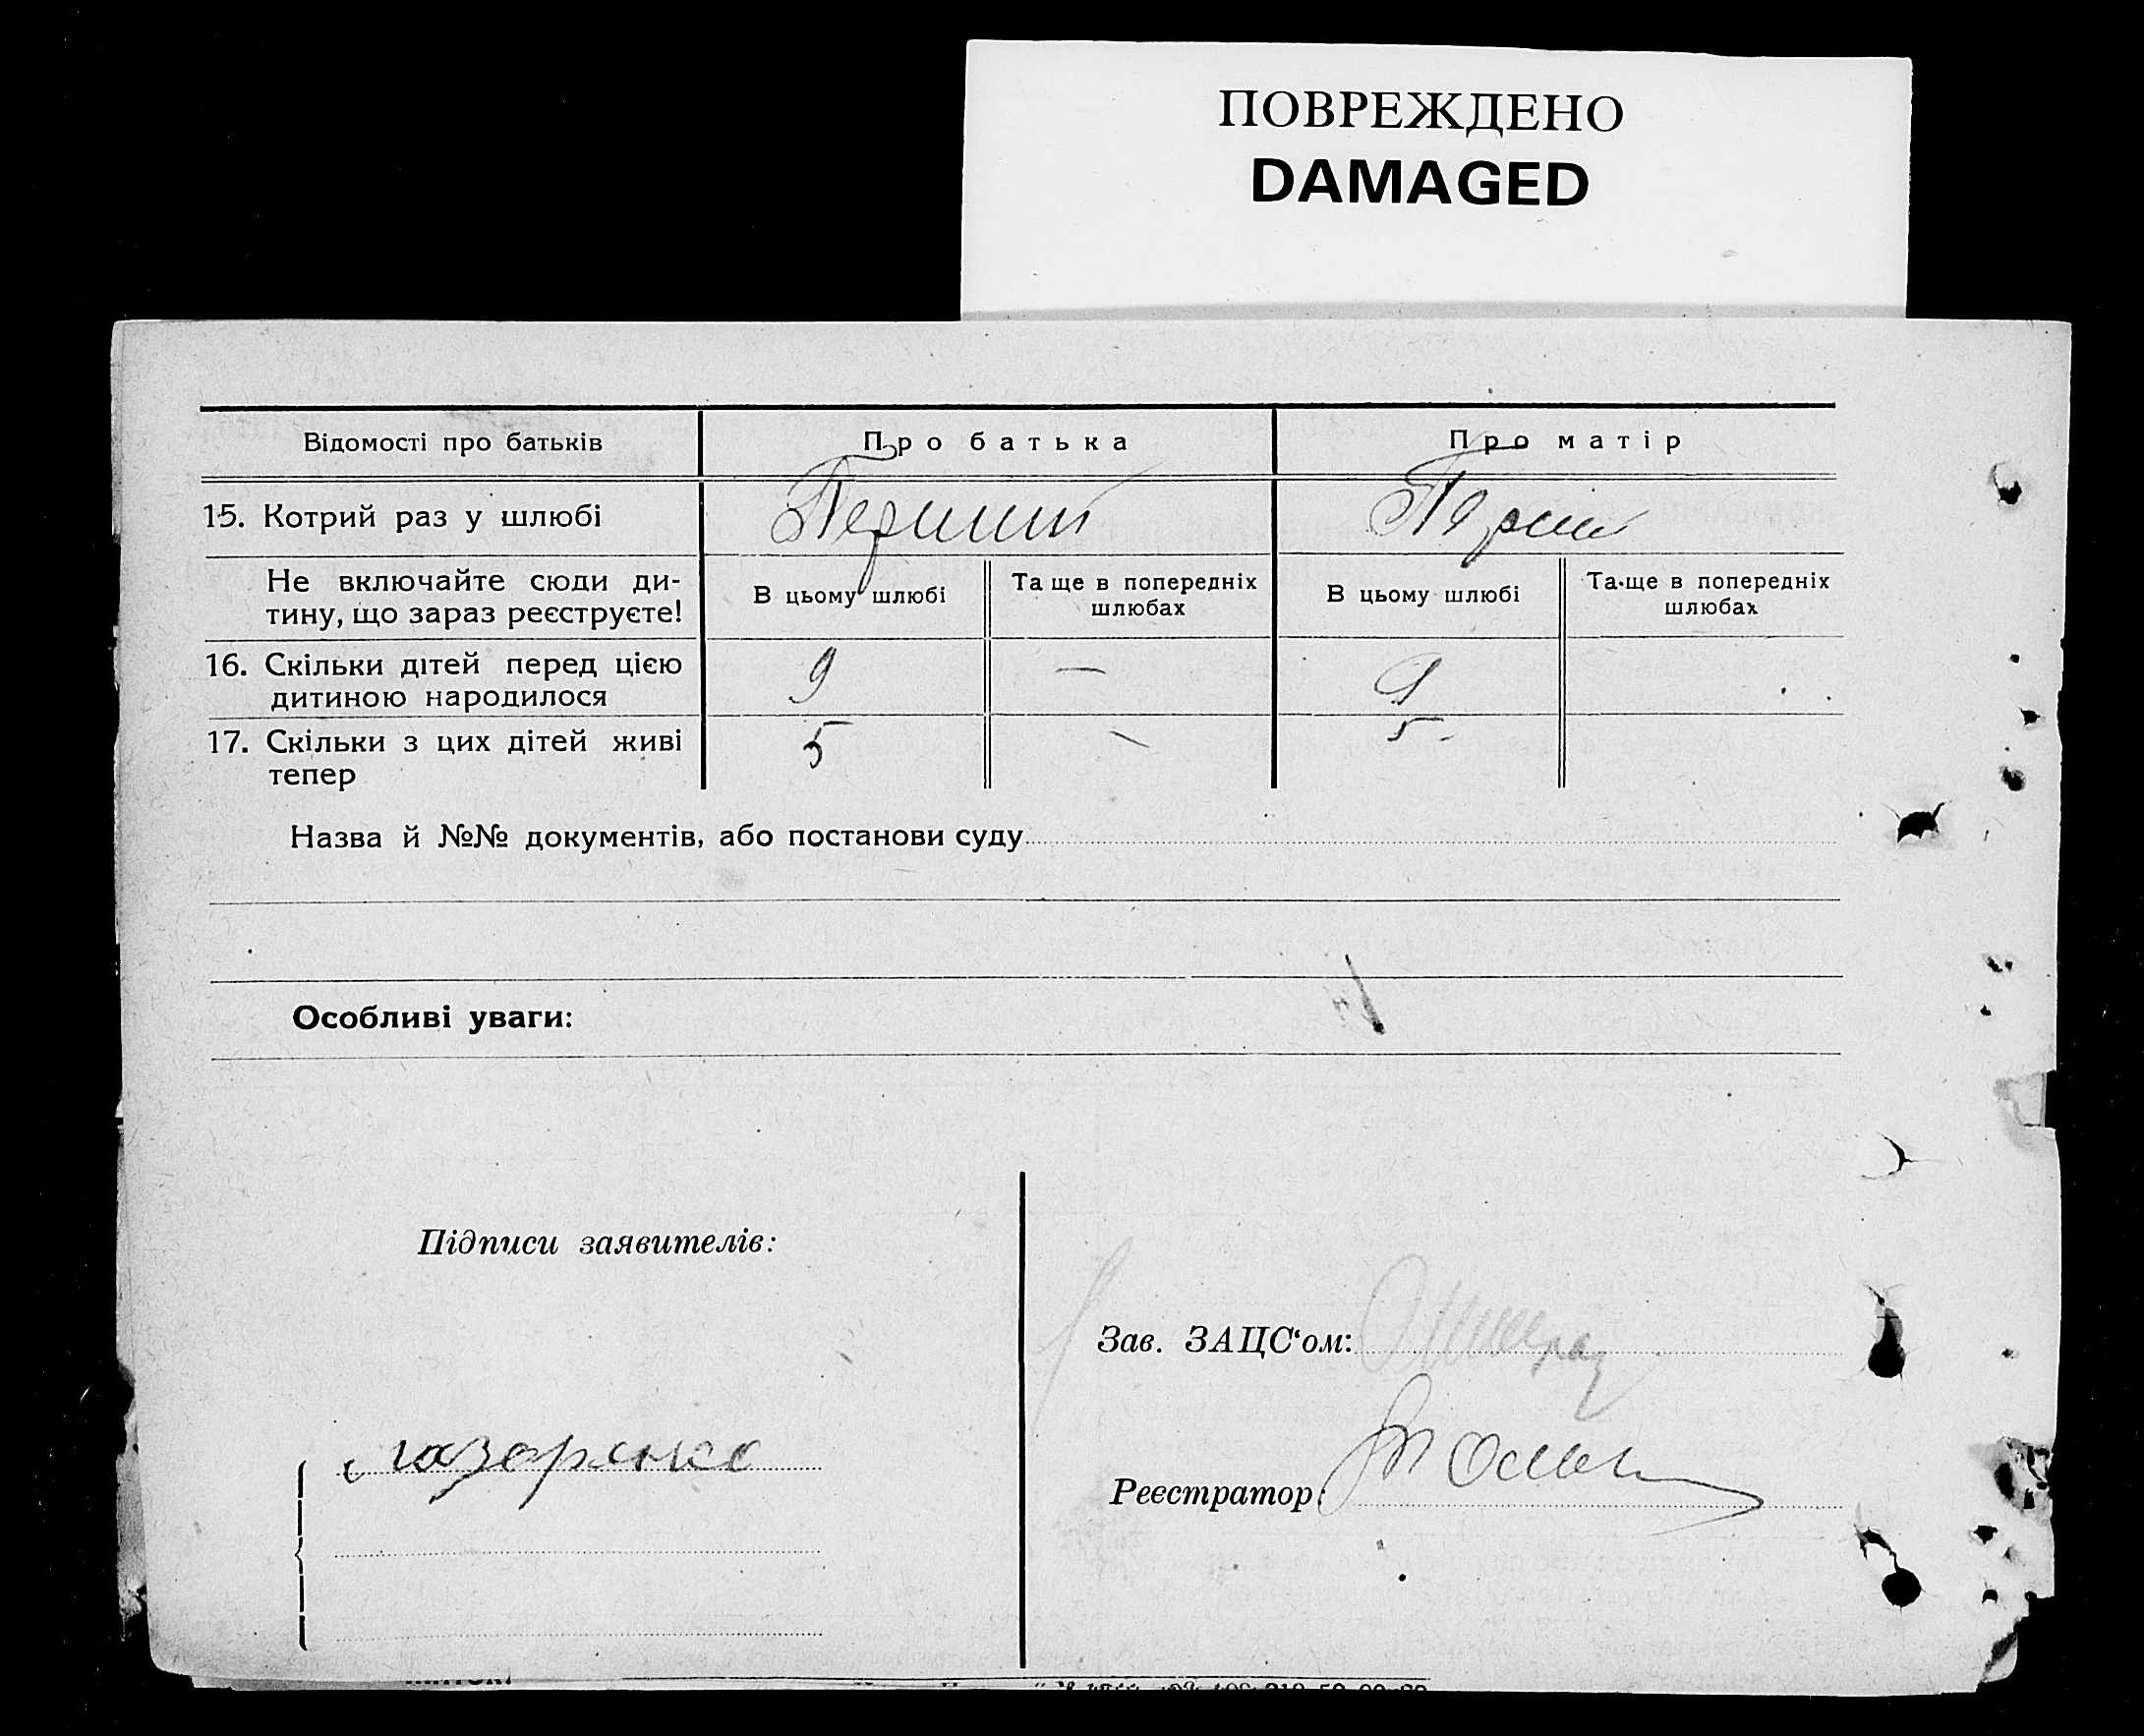 ПОВРЕЖДЕНО
DAMAGED
Відомості про батьків
Про батька
Про матір
15. Котрий раз у шлюбі
Перший
Не включайте сюди ди-
тину, що зараз реєструєте!
В цьому шлюбі
Та ще в попередніх
шлюбах
В цьому шлюбі
Та ще в попередніх
шлюбах
16. Скільки дітей перед цією
дитиною народилося
9
—
9
17. Скільки з цих дітей живі
тепер
5
-
5 -
Назва й №№ документів, або постанови суду
Особливі уваги:
Підписи заявителів:
Зав. ЗАЦС‘ом:
Лазоренко
Реєстратор: